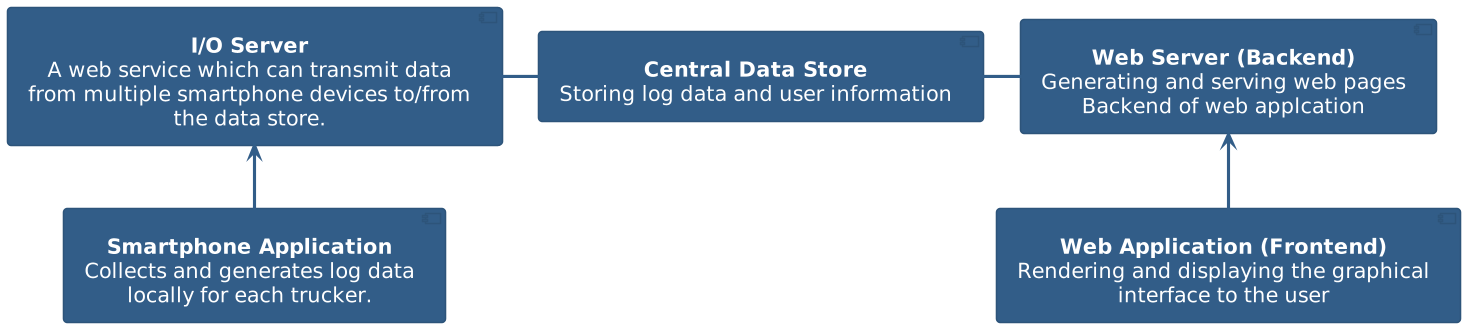 I/O Server
A web service which can transmit data
from multiple smartphone devices to/from
the data store.
Central Data Store
Storing log data and user information
Web Server (Backend)
Generating and serving web pages
Backend of web applcation
Smartphone Application
Collects and generates log data
locally for each trucker.
Web Application (Frontend)
Rendering and displaying the graphical
interface to the user